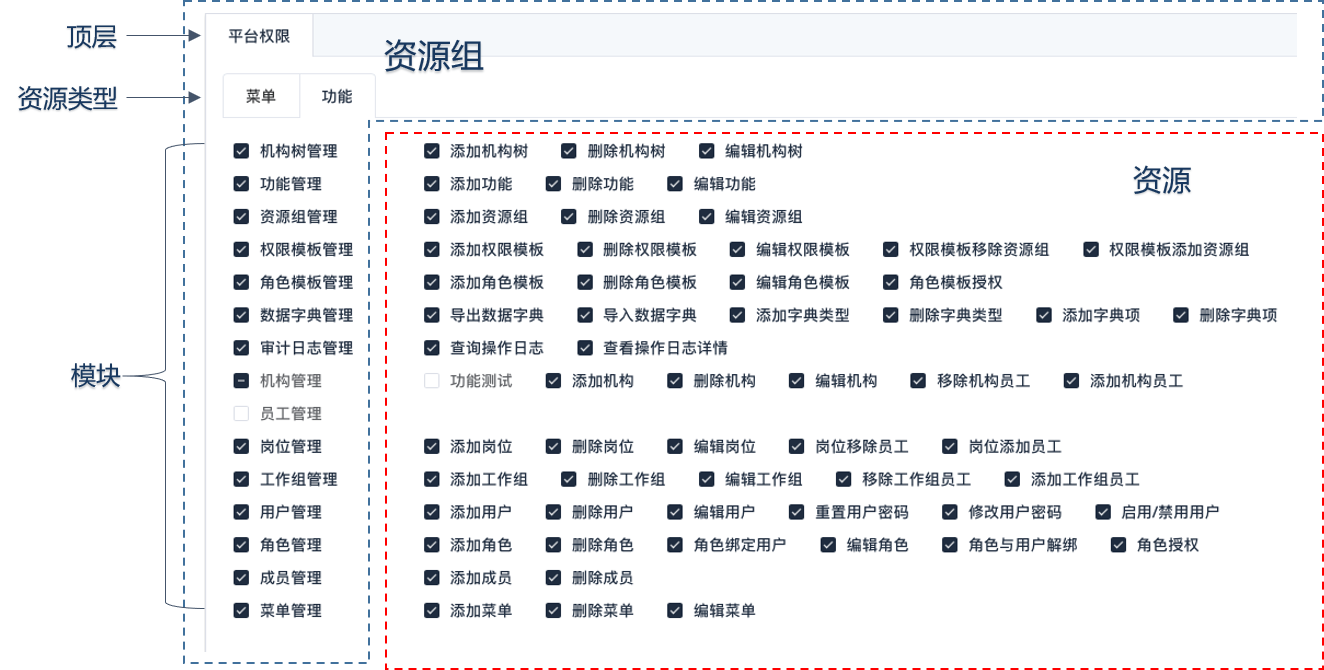 顶层
平台权限
资源组
资源类型
菜单 功能
资源
模块
机构树管理 添加机构树 删除机构树 编辑机构树
功能管理 添加功能 删除功能 编辑功能
资源组管理 添加资源组 删除资源组 编辑资源组
权限模板管理 添加权限模板 删除权限模板 编辑权限模板 权限模板移除资源组 权限模板添加资源组
角色模板管理 添加角色模板 删除角色模板 编辑角色模板 角色模板授权
数据字典管理 导出数据字典 导入数据字典 添加字典类型 删除字典类型 添加字典项 删除字典项
审计日志管理 查询操作日志 查看操作日志详情
机构管理 功能测试 添加机构 删除机构 编辑机构 移除机构员工 添加机构员工
员工管理
岗位管理 添加岗位 删除岗位 编辑岗位 岗位移除员工 岗位添加员工
工作组管理 添加工作组 删除工作组 编辑工作组 移除工作组员工 添加工作组员工
用户管理 添加用户 删除用户 编辑用户 重置用户密码 修改用户密码 启用/禁用用户
角色管理 添加角色 删除角色 角色绑定用户 编辑角色 角色与用户解绑 角色授权
成员管理 添加成员 删除成员
菜单管理 添加菜单 删除菜单 编辑菜单